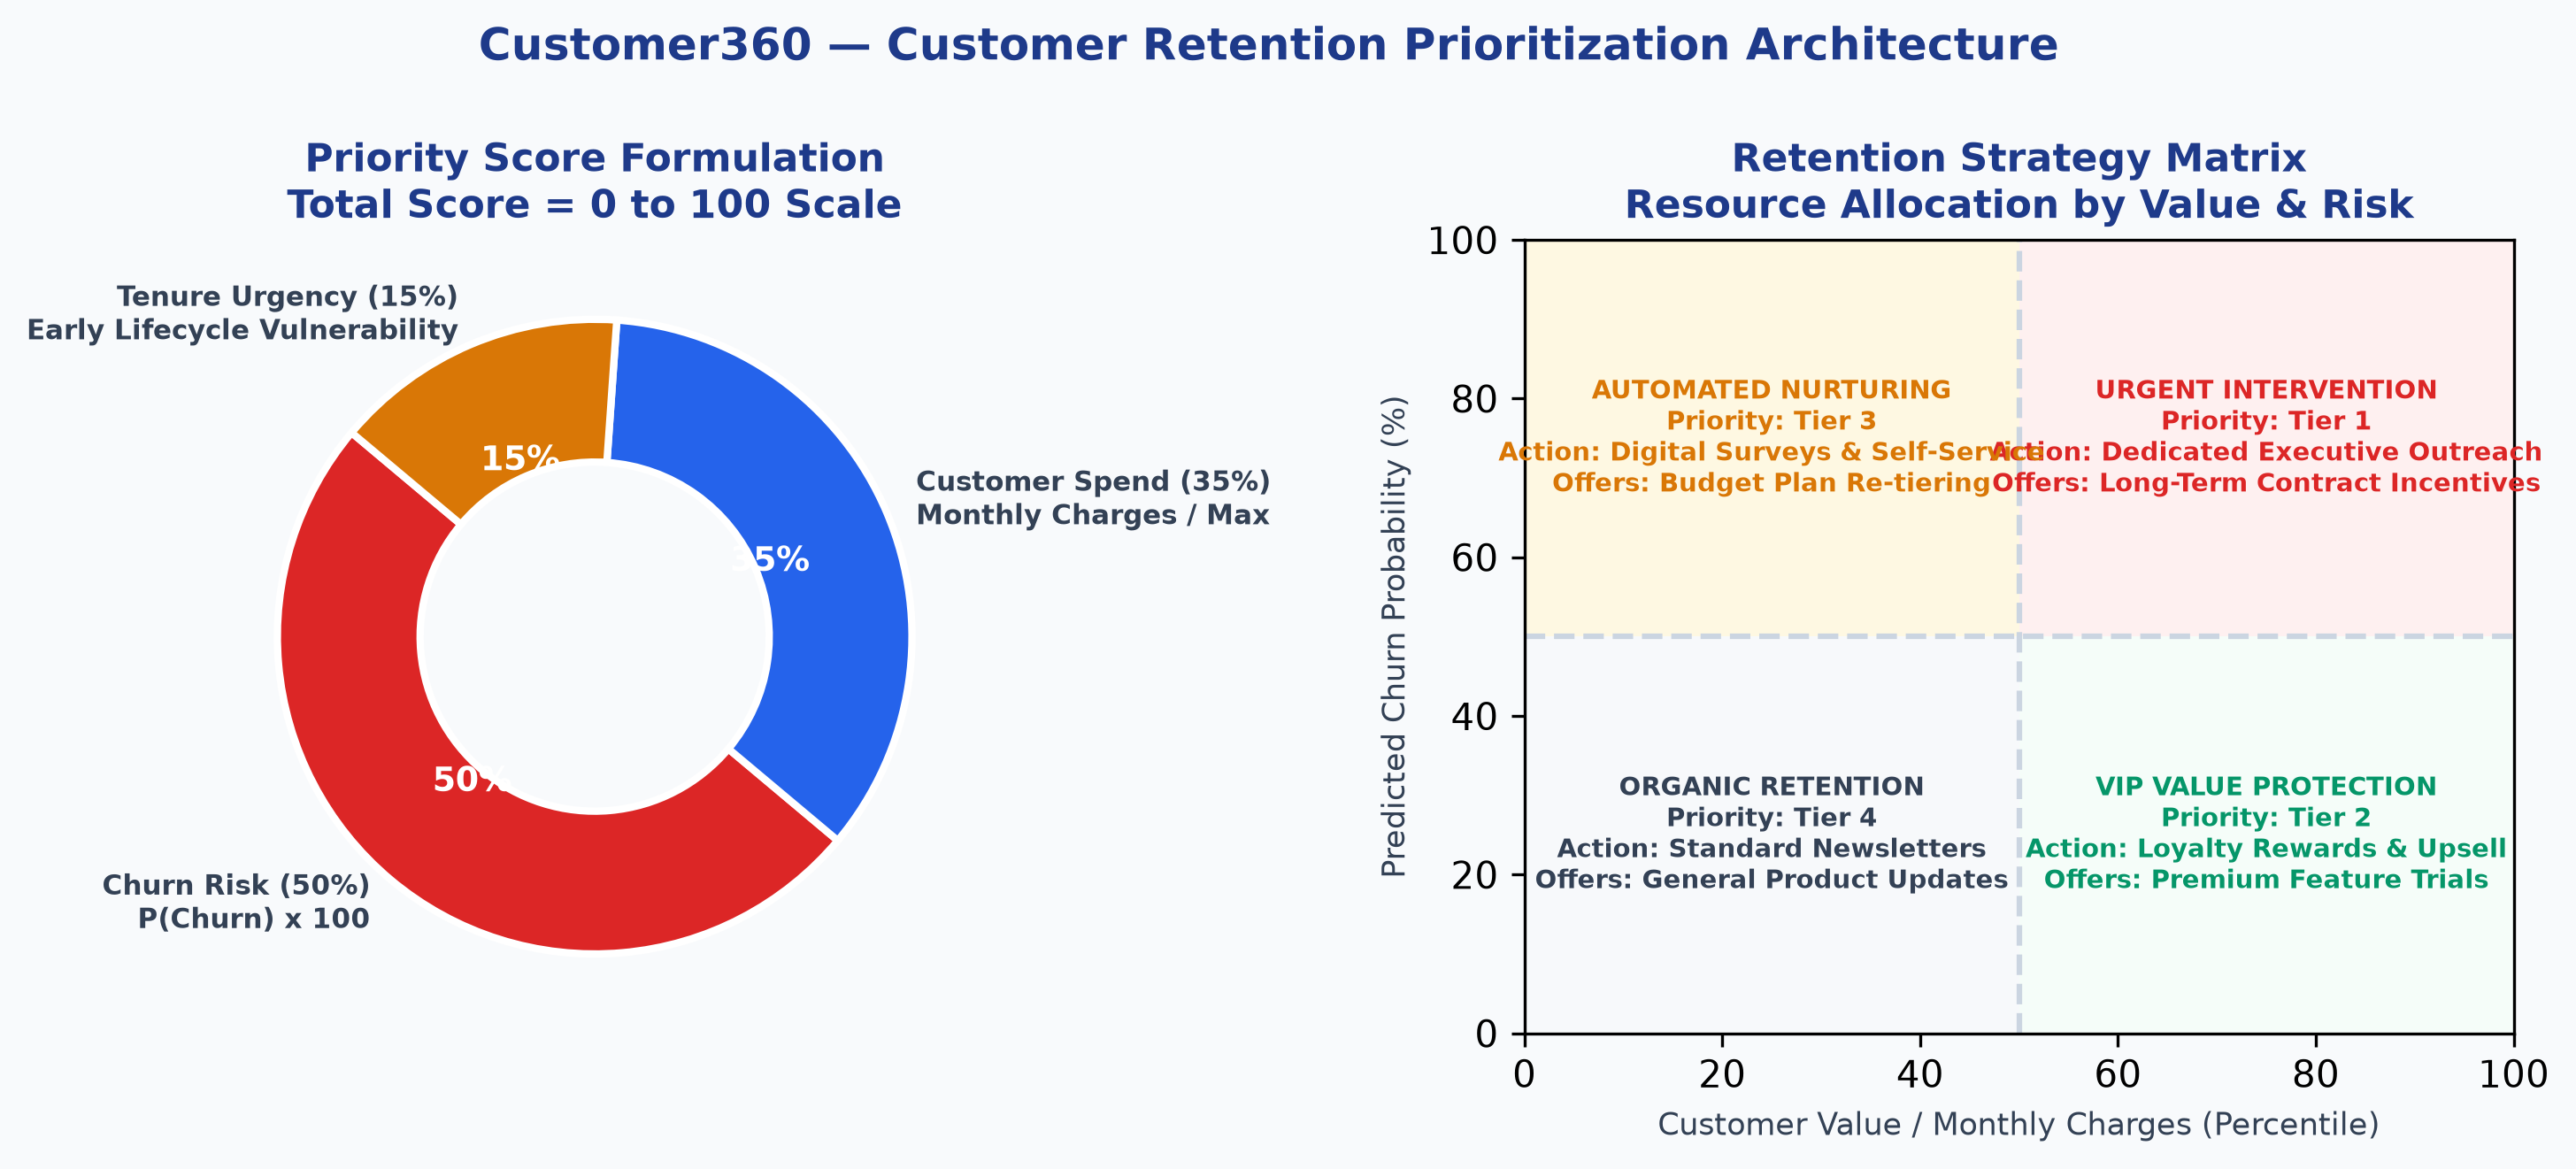 Customer360 — Customer Retention Prioritization Architecture
Priority Score Formulation
Total Score = 0 to 100 Scale
Tenure Urgency (15%)
Early Lifecycle Vulnerability
15%
Customer Spend (35%)
Monthly Charges / Max
35%
50%
Churn Risk (50%)
P(Churn) x 100
Retention Strategy Matrix
Resource Allocation by Value & Risk
Predicted Churn Probability (%)
100
80
60
40
20
0
AUTOMATED NURTURING
Priority: Tier 3
Action: Digital Surveys & Self-Service
Offers: Budget Plan Re-tiering
URGENT INTERVENTION
Priority: Tier 1
Action: Dedicated Executive Outreach
Offers: Long-Term Contract Incentives
ORGANIC RETENTION
Priority: Tier 4
Action: Standard Newsletters
Offers: General Product Updates
VIP VALUE PROTECTION
Priority: Tier 2
Action: Loyalty Rewards & Upsell
Offers: Premium Feature Trials
0
20
40
60
80
100
Customer Value / Monthly Charges (Percentile)